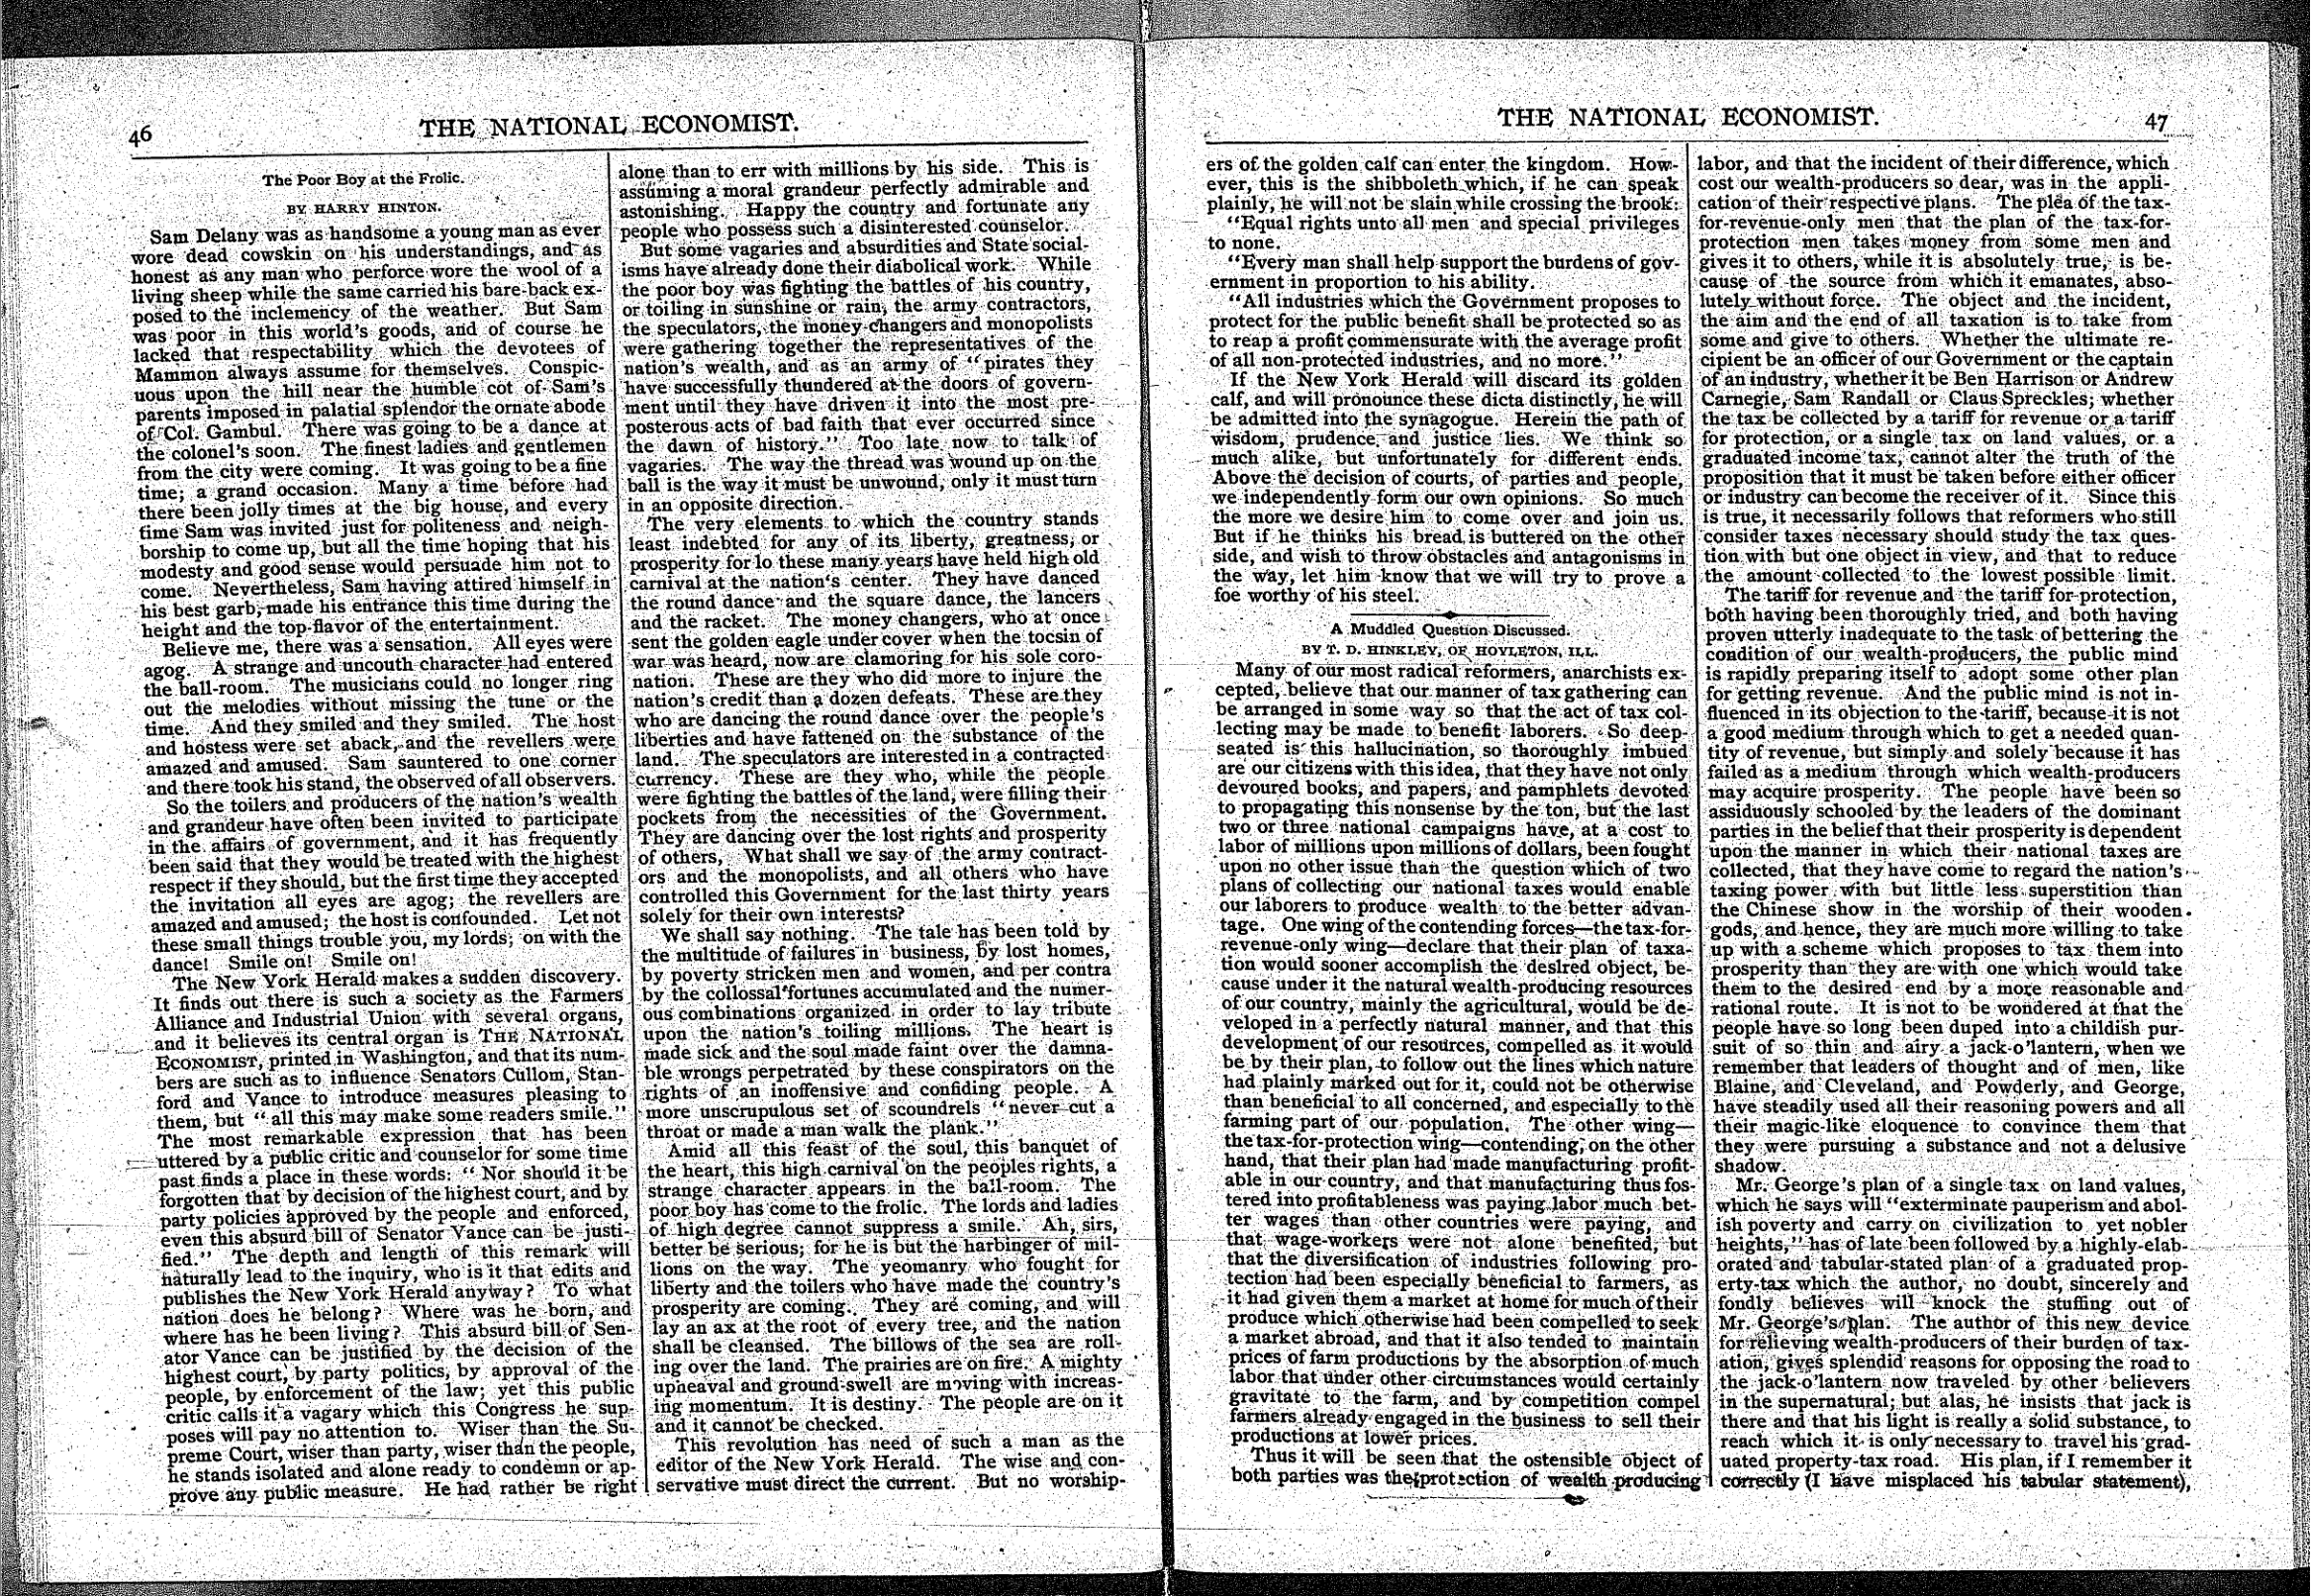 46
THE NATIONAL ECONOMIST.
The Poor Boy at the Frolic.
BY HARRY HINTON.
Sam Delany was as handsome a young man as ever
wore dead cowskin on his understandings, and as
honest as any man who perforce wore the wool of a
living sheep while the same carried his bare-back ex-
posed to the inclemency of the weather. But Sam
was poor in this world's goods, and of course he
lacked that respectability which the devotees of
Mammon always assume for themselves. Conspic-
uous upon the hill near the humble cot of Sam's
parents imposed in palatial splendor the ornate abode
of Col. Gambul. There was going to be a dance at
the colonel's soon. The finest ladies and gentlemen
from the city were coming. It was going to be a fine
time; a grand occasion. Many a time before had
there been jolly times at the big house, and every
time Sam was invited just for politeness and neigh-
borship to come up, but all the time hoping that his
modesty and good sense would persuade him not to
come. Nevertheless, Sam having attired himself in
his best garb, made his entrance this time during the
height and the top-flavor of the entertainment.
Believe me, there was a sensation. All eyes were
agog. A strange and uncouth character had entered
the ball-room. The musicians could no longer ring
out the melodies without missing the tune or the
time. And they smiled and they smiled. The host
and hostess were set aback, and the revellers were
amazed and amused. Sam sauntered to one corner
and there took his stand, the observed of all observers.
So the toilers and producers of the nation's wealth
and grandeur have often been invited to participate
in the affairs of government, and it has frequently
been said that they would be treated with the highest
respect if they should, but the first time they accepted
the invitation all eyes are agog; the revellers are
amazed and amused; the host is confounded. Let not
these small things trouble you, my lords; on with the
dance! Smile on! Smile on!
The New York Herald makes a sudden discovery.
It finds out there is such a society as the Farmers
Alliance and Industrial Union with several organs,
and it believes its central organ is THE NATIONAL
ECONOMIST, printed in Washington, and that its num-
bers are such as to influence Senators Cullom, Stan-
ford and Vance to introduce measures pleasing to
them, but "all this may make some readers smile."
The most remarkable expression that has been
uttered by a public critic and counselor for some time
past finds a place in these words: "Nor should it be
forgotten that by decision of the highest court, and by
party policies approved by the people and enforced,
even this absurd bill of Senator Vance can be justi-
fied." The depth and length of this remark will
naturally lead to the inquiry, who is it that edits and
publishes the New York Herald anyway? To what
nation does he belong? Where was he born, and
where has he been living? This absurd bill of Sen-
ator Vance can be justified by the decision of the
highest court, by party politics, by approval of the
people, by enforcement of the law; yet this public
critic calls it a vagary which this Congress he sup-
poses will pay no attention to. Wiser than the Su-
preme Court, wiser than party, wiser than the people,
he stands isolated and alone ready to condemn or ap-
prove any public measure. He had rather be right
alone than to err with millions by his side. This is
assuming a moral grandeur perfectly admirable and
astonishing. Happy the country and fortunate any
people who possess such a disinterested counselor.
But some vagaries and absurdities and State social-
isms have already done their diabolical work. While
the poor boy was fighting the battles of his country,
or toiling in sunshine or rain, the army contractors,
the speculators, the money-changers and monopolists
were gathering together the representatives of the
nation's wealth, and as an army of "pirates they
have successfully thundered at the doors of govern-
ment until they have driven it into the most pre-
posterous acts of bad faith that ever occurred since
the dawn of history." Too late now to talk of
vagaries. The way the thread was wound up on the
ball is the way it must be unwound, only it must turn
in an opposite direction.
The very elements to which the country stands
least indebted for any of its liberty, greatness, or
prosperity for lo these many years have held high old
carnival at the nation's center. They have danced
the round dance and the square dance, the lancers
and the racket. The money changers, who at once
sent the golden eagle under cover when the tocsin of
war was heard, now are clamoring for his sole coro-
nation. These are they who did more to injure the
nation's credit than a dozen defeats. These are they
who are dancing the round dance over the people's
liberties and have fattened on the substance of the
land. The speculators are interested in a contracted
currency. These are they who, while the people
were fighting the battles of the land, were filling their
pockets from the necessities of the Government.
They are dancing over the lost rights and prosperity
of others, What shall we say of the army contract-
ors and the monopolists, and all others who have
controlled this Government for the last thirty years
solely for their own interests?
We shall say nothing. The tale has been told by
the multitude of failures in business, by lost homes,
by poverty stricken men and women, and per contra
by the collossal fortunes accumulated and the numer-
ous combinations organized in order to lay tribute
upon the nation's toiling millions. The heart is
made sick and the soul made faint over the damna-
ble wrongs perpetrated by these conspirators on the
rights of an inoffensive and confiding people. A
more unscrupulous set of scoundrels "never cut a
throat or made a man walk the plank."
Amid all this feast of the soul, this banquet of
the heart, this high carnival on the peoples rights, a
strange character appears in the ball-room. The
poor boy has come to the frolic. The lords and ladies
of high degree cannot suppress a smile. Ah, sirs,
better be serious; for he is but the harbinger of mil-
lions on the way. The yeomanry who fought for
liberty and the toilers who have made the country's
prosperity are coming. They are coming, and will
lay an ax at the root of every tree, and the nation
shall be cleansed. The billows of the sea are roll-
ing over the land. The prairies are on fire. A mighty
upheaval and ground-swell are moving with increas-
ing momentum. It is destiny. The people are on it
and it cannot be checked.
This revolution has need of such a man as the
editor of the New York Herald. The wise and con-
servative must direct the current. But no worship-
THE NATIONAL ECONOMIST.
47
ers of the golden calf can enter the kingdom. How-
ever, this is the shibboleth which, if he can speak
plainly, he will not be slain while crossing the brook:
"Equal rights unto all men and special privileges
to none.
"Every man shall help support the burdens of gov-
ernment in proportion to his ability.
"All industries which the Government proposes to
protect for the public benefit shall be protected so as
to reap a profit commensurate with the average profit
of all non-protected industries, and no more."
If the New York Herald will discard its golden
calf, and will pronounce these dicta distinctly, he will
be admitted into the synagogue. Herein the path of
wisdom, prudence, and justice lies. We think so
much alike, but unfortunately for different ends.
Above the decision of courts, of parties and people,
we independently form our own opinions. So much
the more we desire him to come over and join us.
But if he thinks his bread is buttered on the other
side, and wish to throw obstacles and antagonisms in
the way, let him know that we will try to prove a
foe worthy of his steel.
A Muddled Question Discussed.
BY T. D. HINKLEY, OF HOYLETON, ILL.
Many of our most radical reformers, anarchists ex-
cepted, believe that our manner of tax gathering can
be arranged in some way so that the act of tax col-
lecting may be made to benefit laborers. So deep-
seated is this hallucination, so thoroughly imbued
are our citizens with this idea, that they have not only
devoured books, and papers, and pamphlets devoted
to propagating this nonsense by the ton, but the last
two or three national campaigns have, at a cost to
labor of millions upon millions of dollars, been fought
upon no other issue than the question which of two
plans of collecting our national taxes would enable
our laborers to produce wealth to the better advan-
tage. One wing of the contending forces—the tax-for-
revenue-only wing—declare that their plan of taxa-
tion would sooner accomplish the desired object, be-
cause under it the natural wealth-producing resources
of our country, mainly the agricultural, would be de-
veloped in a perfectly natural manner, and that this
development of our resources, compelled as it would
be by their plan, to follow out the lines which nature
had plainly marked out for it, could not be otherwise
than beneficial to all concerned, and especially to the
farming part of our population. The other wing—
the tax-for-protection wing—contending, on the other
hand, that their plan had made manufacturing profit-
able in our country, and that manufacturing thus fos-
tered into profitableness was paying labor much bet-
ter wages than other countries were paying, and
that wage-workers were not alone benefited, but
that the diversification of industries following pro-
tection had been especially beneficial to farmers, as
it had given them a market at home for much of their
produce which otherwise had been compelled to seek
a market abroad, and that it also tended to maintain
prices of farm productions by the absorption of much
labor that under other circumstances would certainly
gravitate to the farm, and by competition compel
farmers already engaged in the business to sell their
productions at lower prices.
Thus it will be seen that the ostensible object of
both parties was the protection of wealth producing
labor, and that the incident of their difference, which
cost our wealth-producers so dear, was in the appli-
cation of their respective plans. The plea of the tax-
for-revenue-only men that the plan of the tax-for-
protection men takes money from some men and
gives it to others, while it is absolutely true, is be-
cause of the source from which it emanates, abso-
lutely without force. The object and the incident,
the aim and the end of all taxation is to take from
some and give to others. Whether the ultimate re-
cipient be an officer of our Government or the captain
of an industry, whether it be Ben Harrison or Andrew
Carnegie, Sam Randall or Claus Spreckles; whether
the tax be collected by a tariff for revenue or a tariff
for protection, or a single tax on land values, or a
graduated income tax, cannot alter the truth of the
proposition that it must be taken before either officer
or industry can become the receiver of it. Since this
is true, it necessarily follows that reformers who still
consider taxes necessary should study the tax ques-
tion with but one object in view, and that to reduce
the amount collected to the lowest possible limit.
The tariff for revenue and the tariff for protection,
both having been thoroughly tried, and both having
proven utterly inadequate to the task of bettering the
condition of our wealth-producers, the public mind
is rapidly preparing itself to adopt some other plan
for getting revenue. And the public mind is not in-
fluenced in its objection to the tariff, because it is not
a good medium through which to get a needed quan-
tity of revenue, but simply and solely because it has
failed as a medium through which wealth-producers
may acquire prosperity. The people have been so
assiduously schooled by the leaders of the dominant
parties in the belief that their prosperity is dependent
upon the manner in which their national taxes are
collected, that they have come to regard the nation's
taxing power with but little less superstition than
the Chinese show in the worship of their wooden
gods, and hence, they are much more willing to take
up with a scheme which proposes to tax them into
prosperity than they are with one which would take
them to the desired end by a more reasonable and
rational route. It is not to be wondered at that the
people have so long been duped into a childish pur-
suit of so thin and airy a jack-o'lantern, when we
remember that leaders of thought and of men, like
Blaine, and Cleveland, and Powderly, and George,
have steadily used all their reasoning powers and all
their magic-like eloquence to convince them that
they were pursuing a substance and not a delusive
shadow.
Mr. George's plan of a single tax on land values,
which he says will "exterminate pauperism and abol-
ish poverty and carry on civilization to yet nobler
heights," has of late been followed by a highly-elab-
orated and tabular-stated plan of a graduated prop-
erty-tax which the author, no doubt, sincerely and
fondly believes will knock the stuffing out of
Mr. George's plan. The author of this new device
for relieving wealth-producers of their burden of tax-
ation, gives splendid reasons for opposing the road to
the jack-o'lantern now traveled by other believers
in the supernatural; but alas, he insists that jack is
there and that his light is really a solid substance, to
reach which it is only necessary to travel his grad-
uated property-tax road. His plan, if I remember it
correctly (I have misplaced his tabular statement),